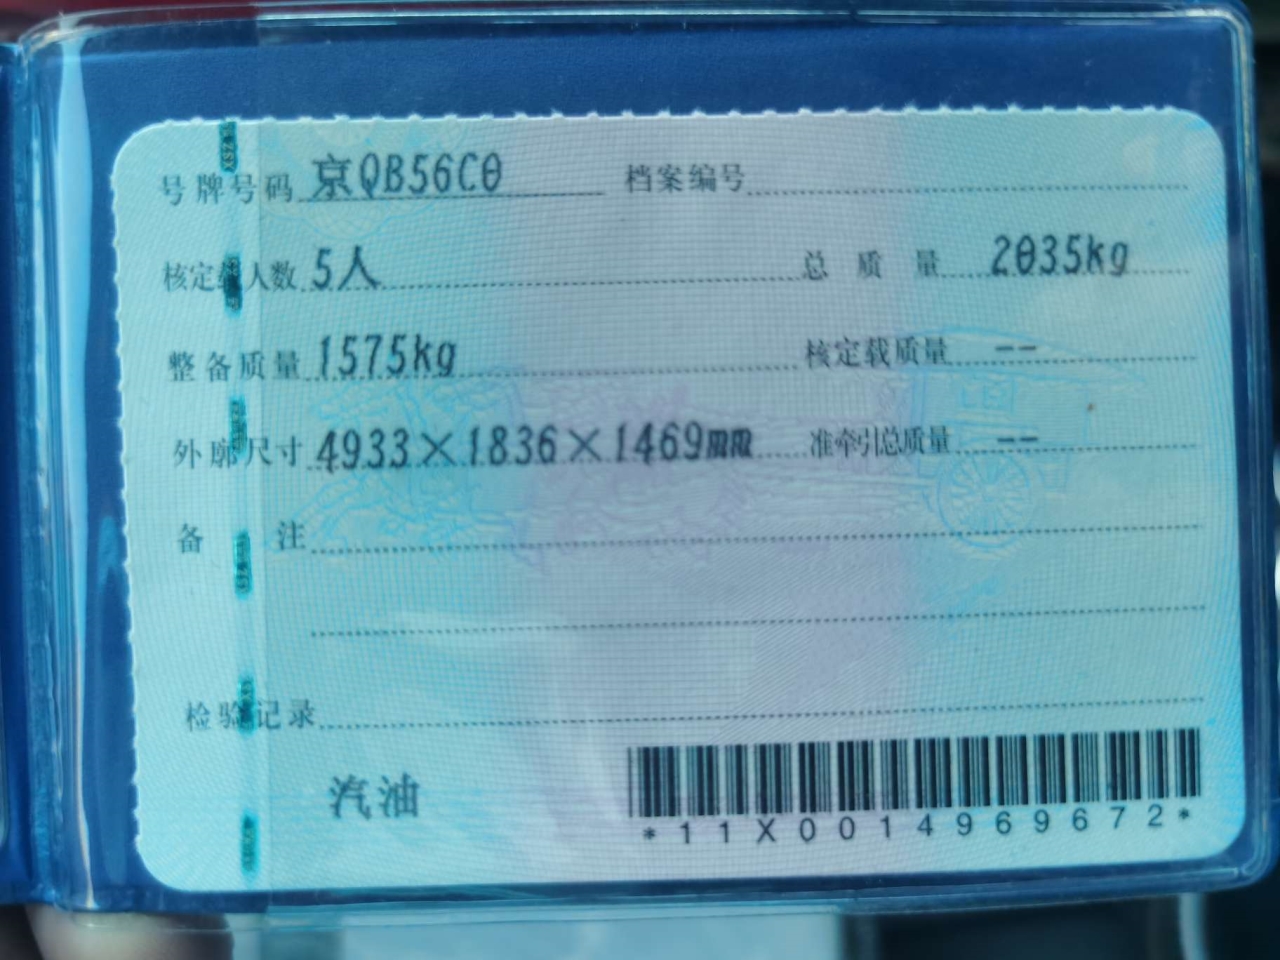 号牌号码 京QB56C0 档案编号
核定载人数 5人 总质量 2035kg
整备质量 1575kg 核定载质量 --
外廓尺寸 4933×1836×1469mm 准牵引总质量 --
备注
检验记录
汽油
*11X0014969672*